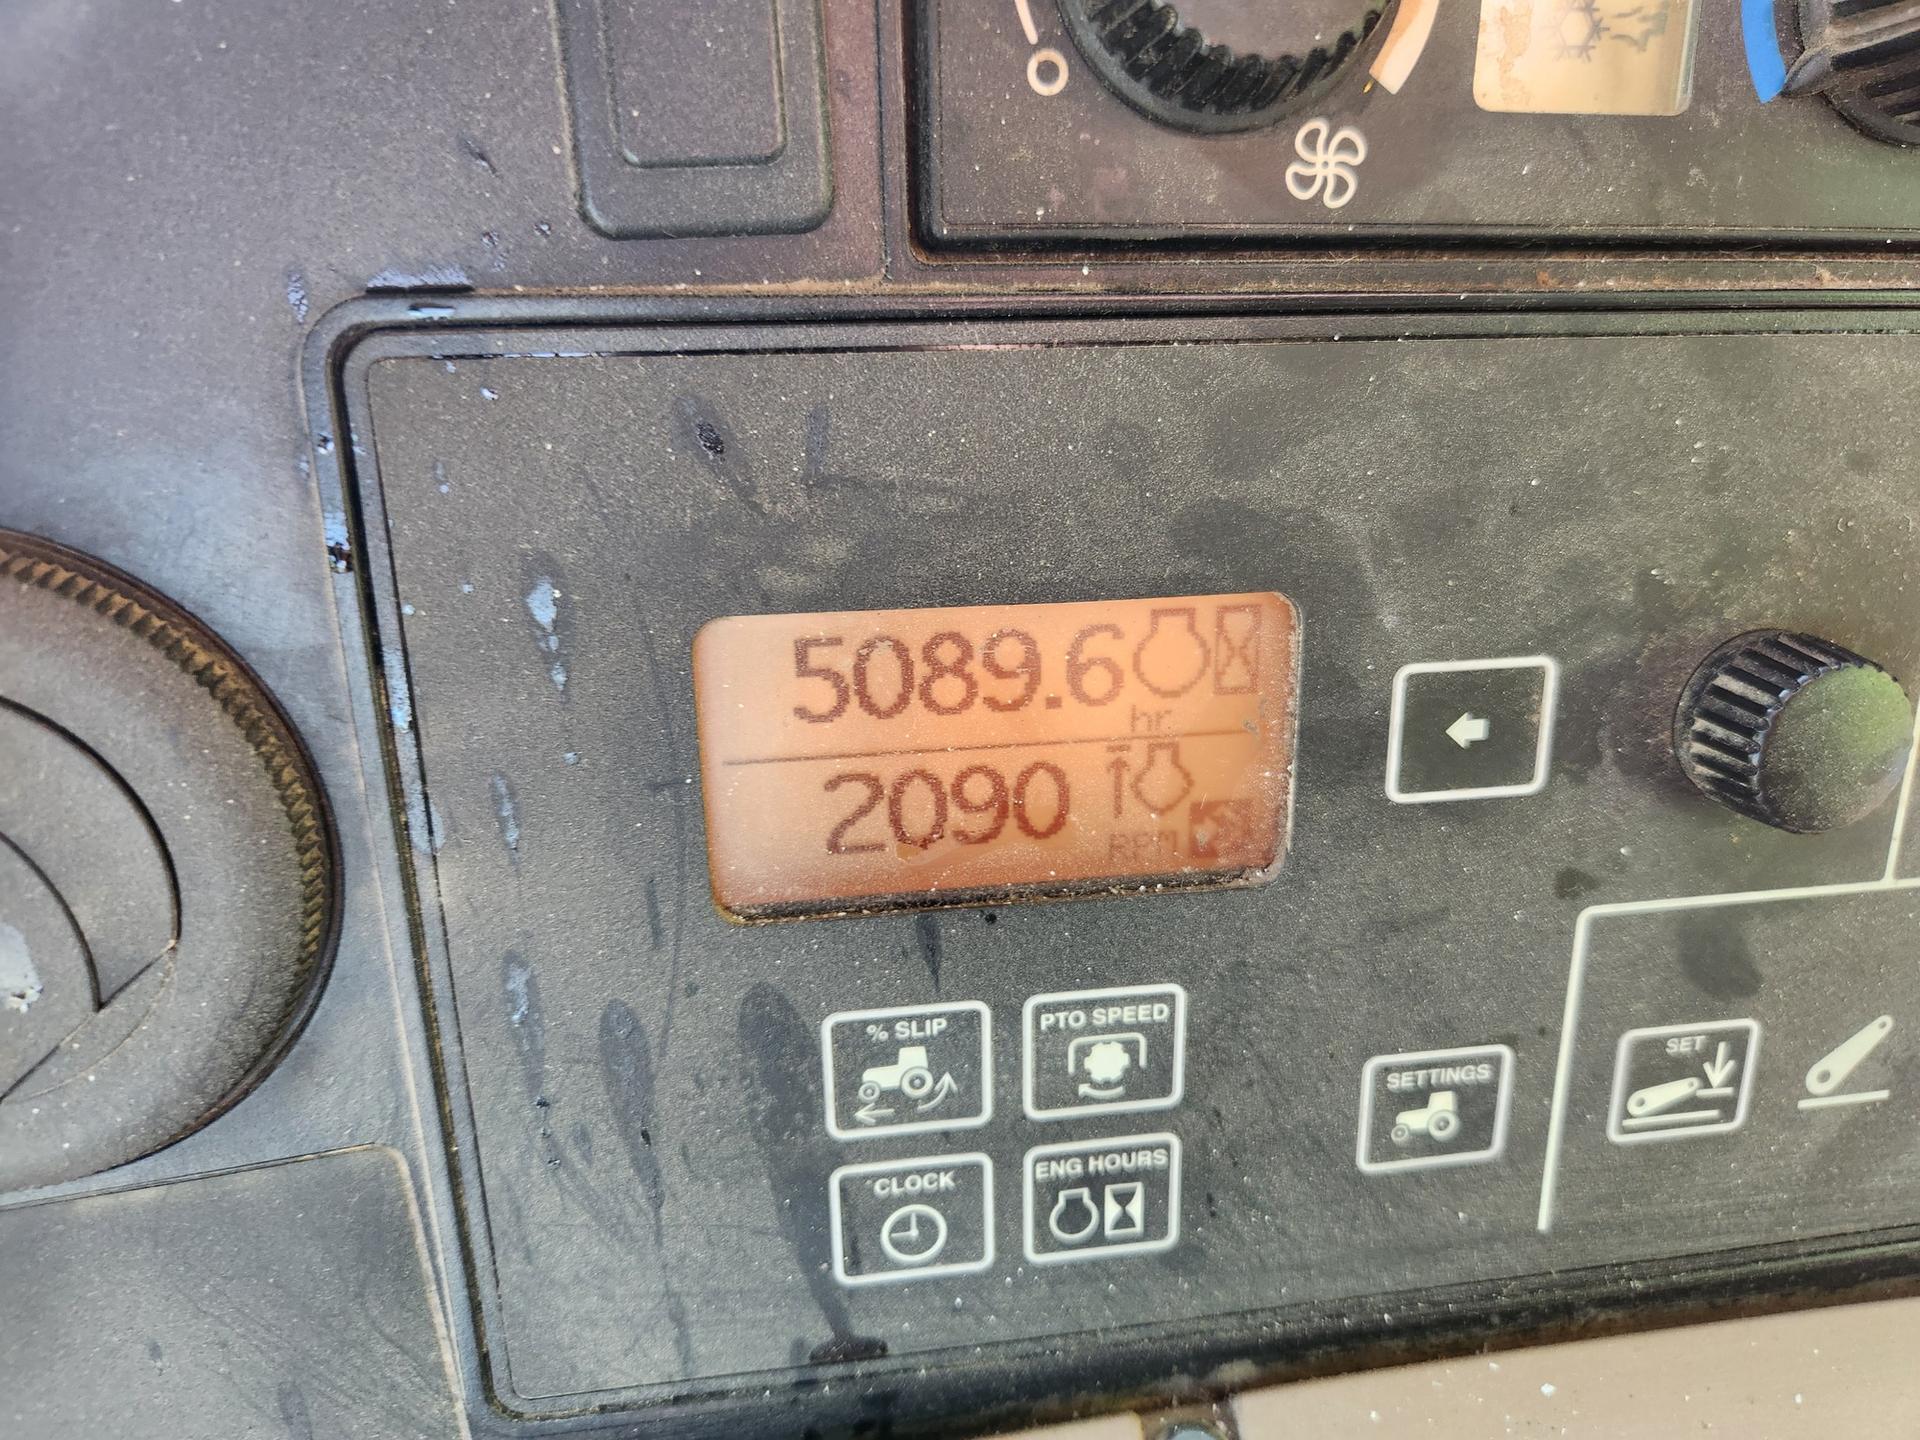 5089.6
hr
2090
RPM
% SLIP
PTO SPEED
CLOCK
ENG HOURS
SETTINGS
SET